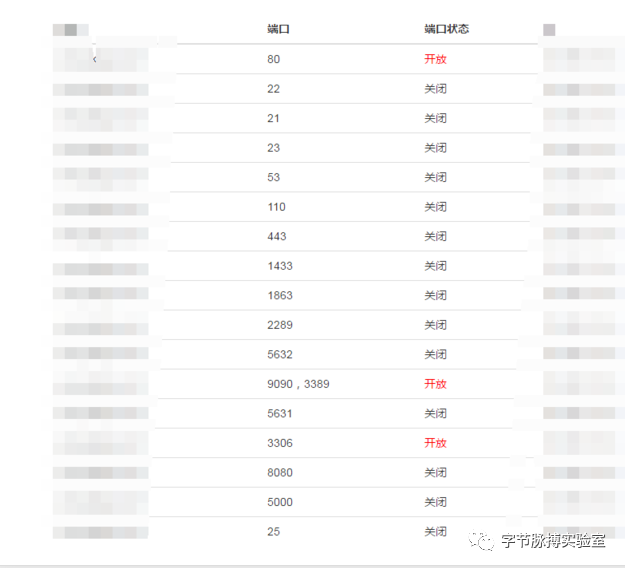 端口 端口状态
80 开放
22 关闭
21 关闭
23 关闭
53 关闭
110 关闭
443 关闭
1433 关闭
1863 关闭
2289 关闭
5632 关闭
9090，3389 开放
5631 关闭
3306 开放
8080 关闭
5000 关闭
25 关闭
字节脉搏实验室